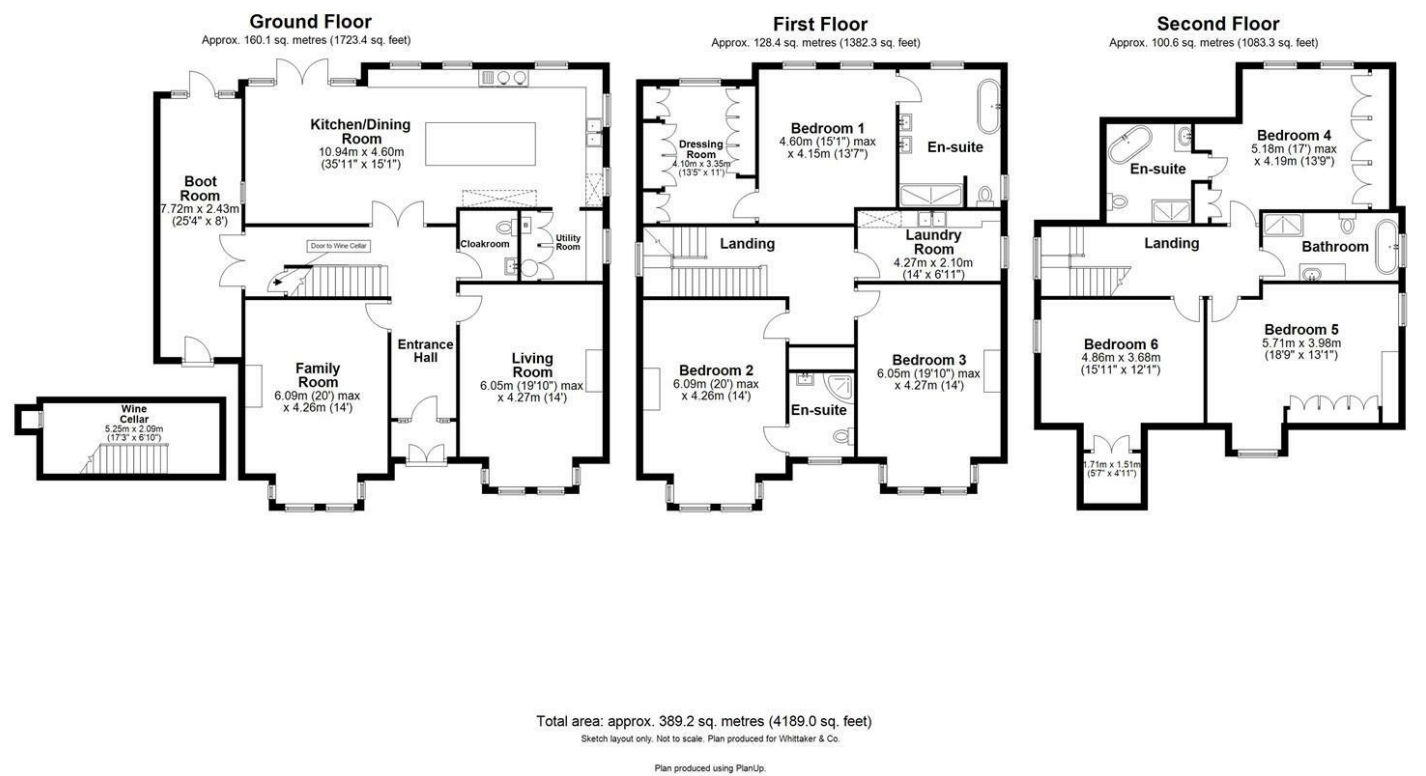 Ground Floor
Approx. 160.1 sq. metres (1723.4 sq. feet)
Kitchen/Dining
Room
10.94m x 4.60m
(35'11" x 15'1")
Boot
Room
7.72m x 2.43m
(25'4" x 8')
Door to Wine Cellar
Cloakroom
Utility
Room
Entrance
Hall
Family
Room
6.09m (20') max
x 4.26m (14')
Living
Room
6.05m (19'10") max
x 4.27m (14')
Wine
Cellar
5.25m x 2.09m
(17'3" x 6'10")
First Floor
Approx. 128.4 sq. metres (1382.3 sq. feet)
Dressing
Room
4.10m x 3.35m
(13'5" x 11')
Bedroom 1
4.60m (15'1") max
x 4.15m (13'7")
En-suite
Landing
Laundry
Room
4.27m x 2.10m
(14' x 6'11")
Bedroom 2
6.09m (20') max
x 4.26m (14')
En-suite
Bedroom 3
6.05m (19'10") max
x 4.27m (14')
Second Floor
Approx. 100.6 sq. metres (1083.3 sq. feet)
Bedroom 4
5.18m (17') max
x 4.19m (13'9")
En-suite
Landing
Bathroom
Bedroom 6
4.86m x 3.68m
(15'11" x 12'1")
Bedroom 5
5.71m x 3.98m
(18'9" x 13'1")
1.71m x 1.51m
(5'7" x 4'11")
Total area: approx. 389.2 sq. metres (4189.0 sq. feet)
Sketch layout only. Not to scale. Plan produced for Whittaker & Co.
Plan produced using PlanUp.